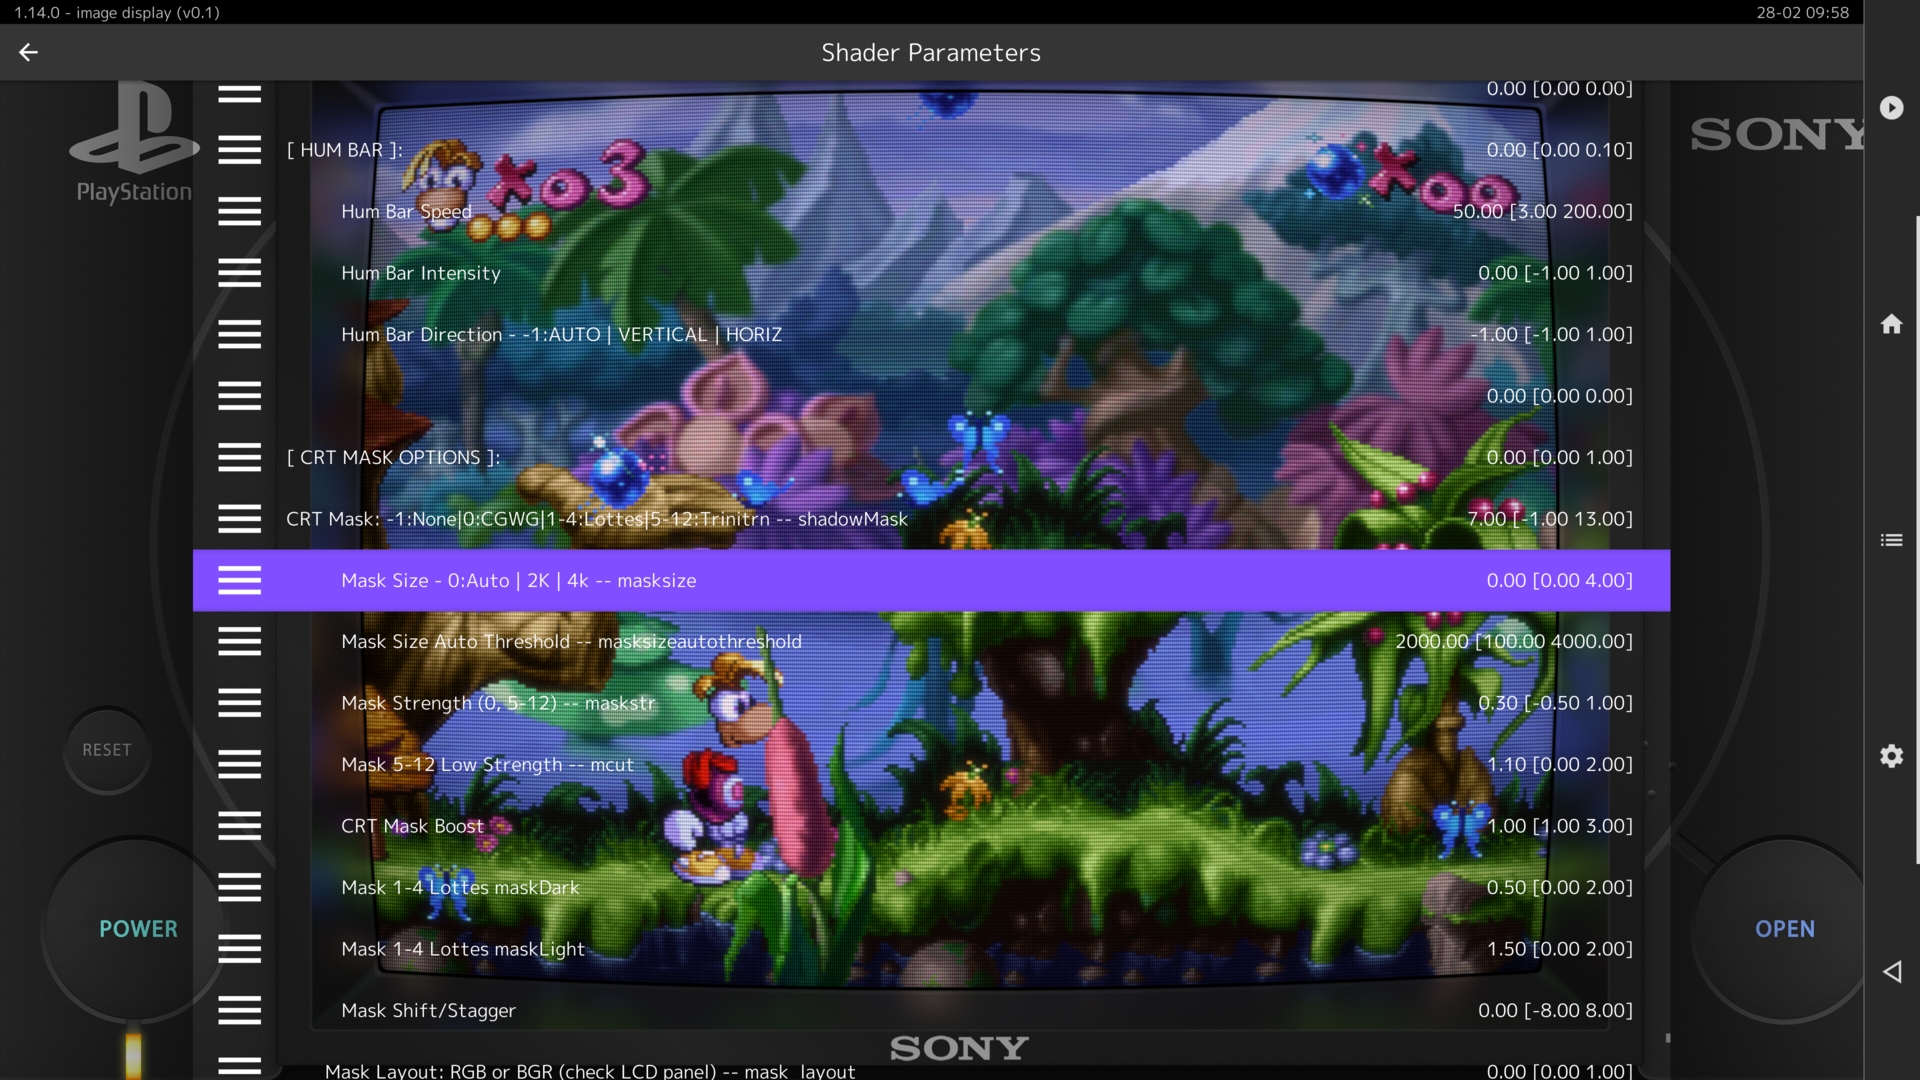 1.14.0 - image display (v0.1)
28-02 09:58
Shader Parameters
0.00 [0.00 0.00]
[ HUM BAR ]:
0.00 [0.00 0.10]
Hum Bar Speed
50.00 [3.00 200.00]
Hum Bar Intensity
0.00 [-1.00 1.00]
Hum Bar Direction - -1:AUTO | VERTICAL | HORIZ
-1.00 [-1.00 1.00]
0.00 [0.00 0.00]
[ CRT MASK OPTIONS ]:
0.00 [0.00 1.00]
CRT Mask: -1:None|0:CGWG|1-4:Lottes|5-12:Trinitrn -- shadowMask
7.00 [-1.00 13.00]
Mask Size - 0:Auto | 2K | 4k -- masksize
0.00 [0.00 4.00]
Mask Size Auto Threshold -- masksizeautothreshold
2000.00 [100.00 4000.00]
Mask Strength (0, 5-12) -- maskstr
0.30 [-0.50 1.00]
Mask 5-12 Low Strength -- mcut
1.10 [0.00 2.00]
CRT Mask Boost
1.00 [1.00 3.00]
Mask 1-4 Lottes maskDark
0.50 [0.00 2.00]
Mask 1-4 Lottes maskLight
1.50 [0.00 2.00]
Mask Shift/Stagger
0.00 [-8.00 8.00]
Mask Layout: RGB or BGR (check LCD panel) -- mask_layout
0.00 [0.00 1.00]
PlayStation
SONY
xo3
xoo
RESET
POWER
OPEN
SONY